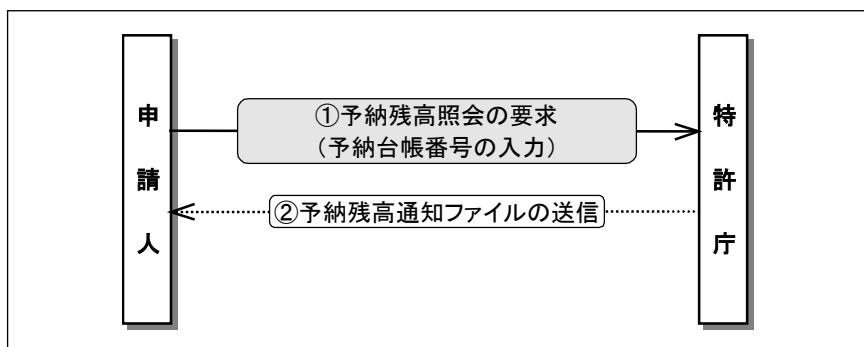 申請人
①予納残高照会の要求
(予納台帳番号の入力)
②予納残高通知ファイルの送信
特許庁